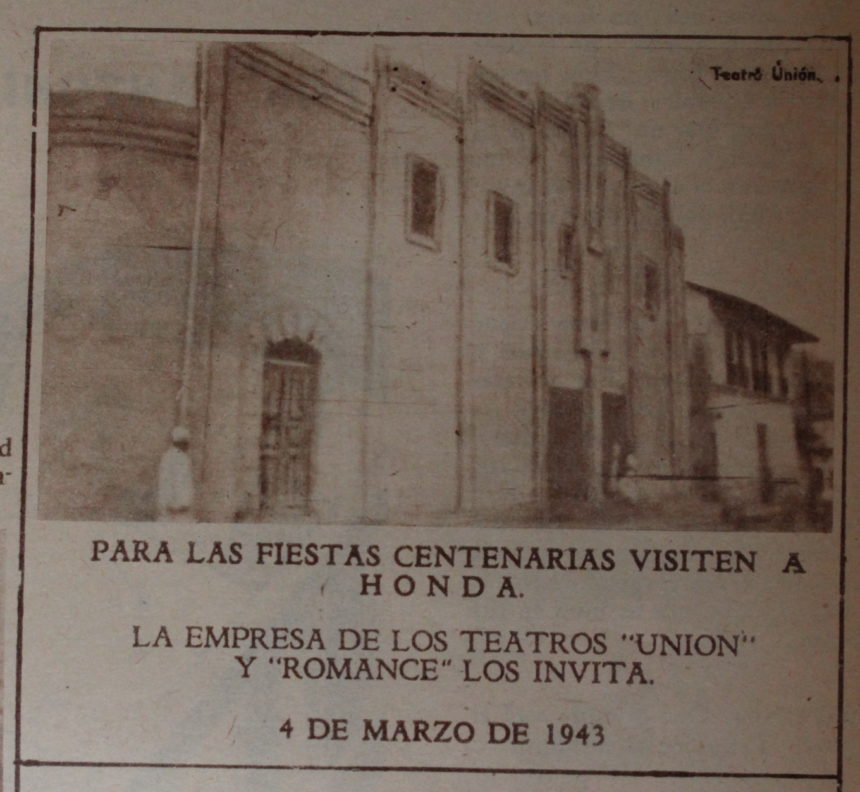 Teatro Unión.
d
a-
PARA LAS FIESTAS CENTENARIAS VISITEN A
HONDA.
LA EMPRESA DE LOS TEATROS "UNION"
Y "ROMANCE" LOS INVITA.
4 DE MARZO DE 1943